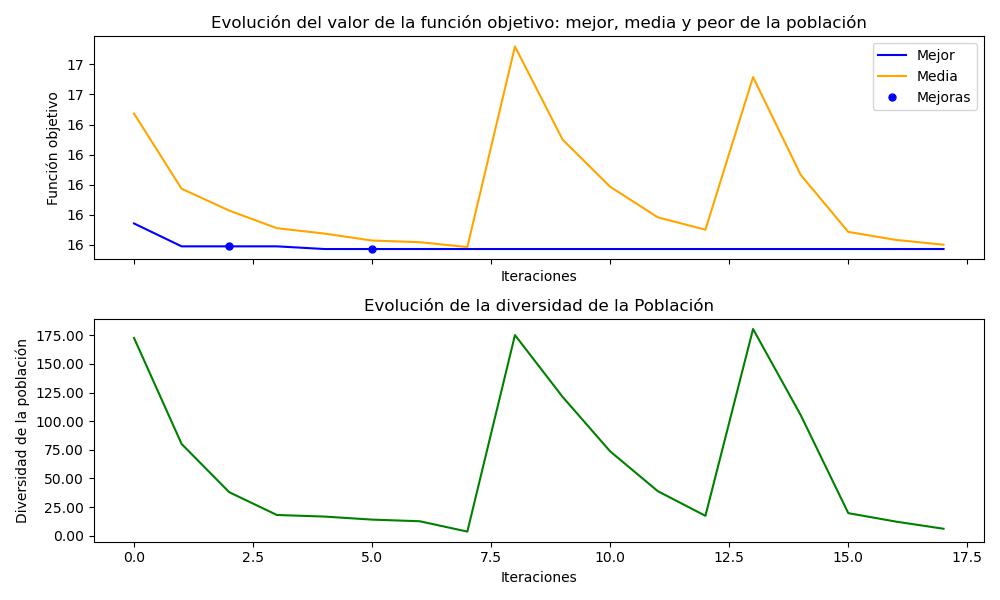 Evolución del valor de la función objetivo: mejor, media y peor de la población
Función objetivo
17
17
16
16
16
16
16
Mejor
Media
Mejoras
Iteraciones
Evolución de la diversidad de la Población
Diversidad de la población
175.00
150.00
125.00
100.00
75.00
50.00
25.00
0.00
0.0 2.5 5.0 7.5 10.0 12.5 15.0 17.5
Iteraciones